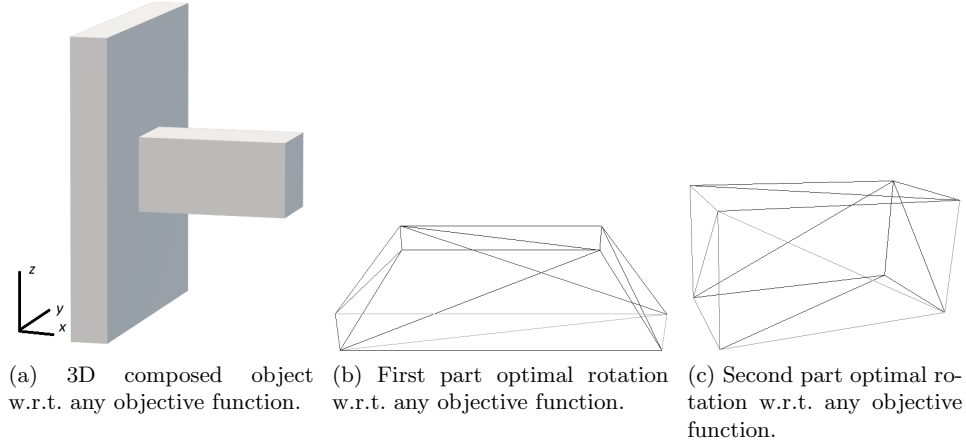 z
y
x
(a) 3D composed object
w.r.t. any objective function.
(b) First part optimal rotation
w.r.t. any objective function.
(c) Second part optimal ro-
tation w.r.t. any objective
function.